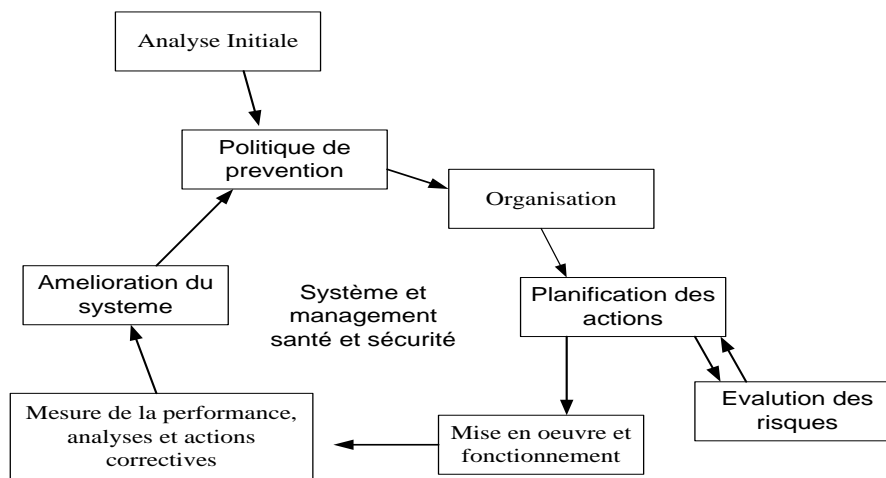 Analyse Initiale
Politique de
prevention
Organisation
Amelioration du
systeme
Système et
management
santé et sécurité
Planification des
actions
Evalution des
risques
Mesure de la performance,
analyses et actions
correctives
Mise en oeuvre et
fonctionnement